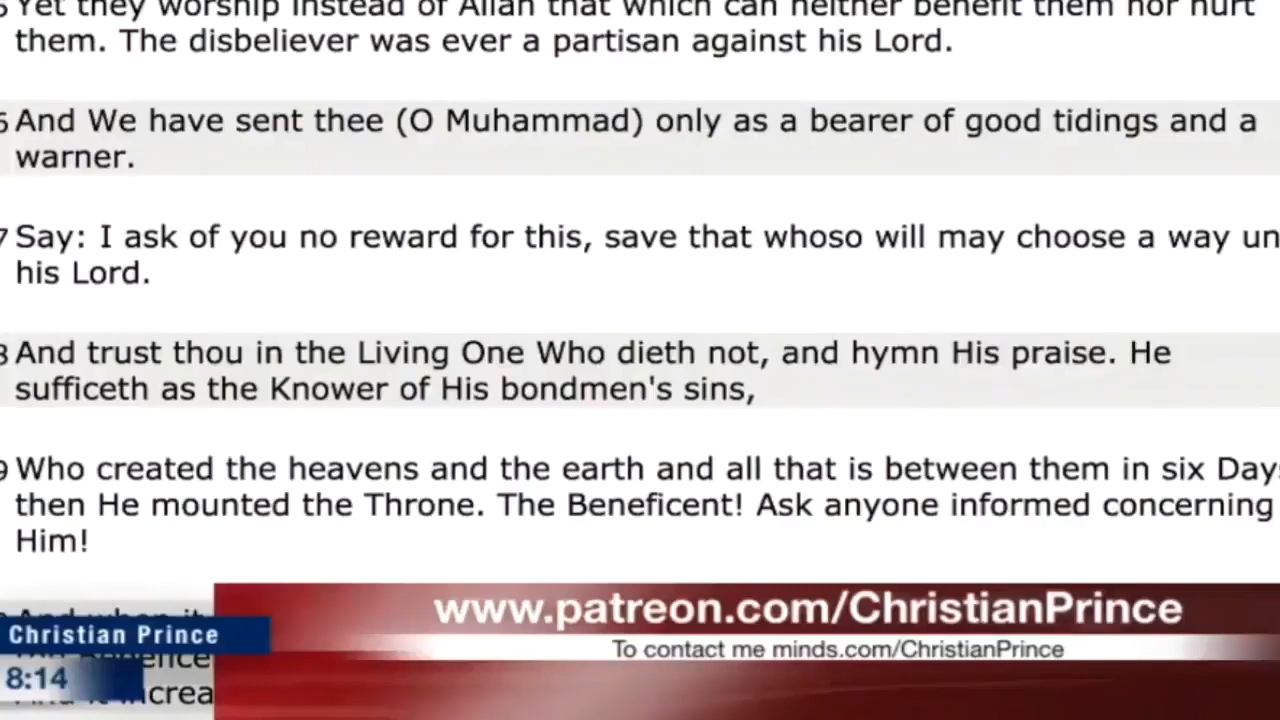 Yet they worship instead of Allah that which can neither benefit them nor hurt
them. The disbeliever was ever a partisan against his Lord.
And We have sent thee (O Muhammad) only as a bearer of good tidings and a
warner.
Say: I ask of you no reward for this, save that whoso will may choose a way un
his Lord.
And trust thou in the Living One Who dieth not, and hymn His praise. He
sufficeth as the Knower of His bondmen's sins,
9 Who created the heavens and the earth and all that is between them in six Days
then He mounted the Throne. The Beneficent! Ask anyone informed concerning
Him!
www.patreon.com/ChristianPrince
Christian Prince
To contact me minds.com/ChristianPrince
8:14